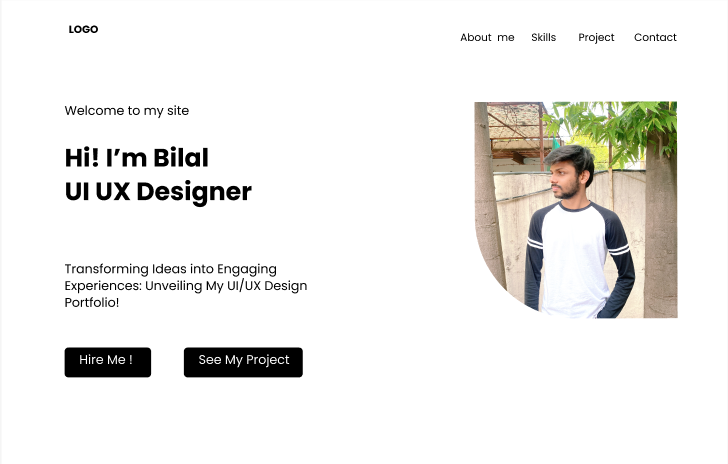 LOGO
About me Skills Project Contact
Welcome to my site
Hi! I’m Bilal
UI UX Designer
Transforming Ideas into Engaging
Experiences: Unveiling My UI/UX Design
Portfolio!
Hire Me ! See My Project